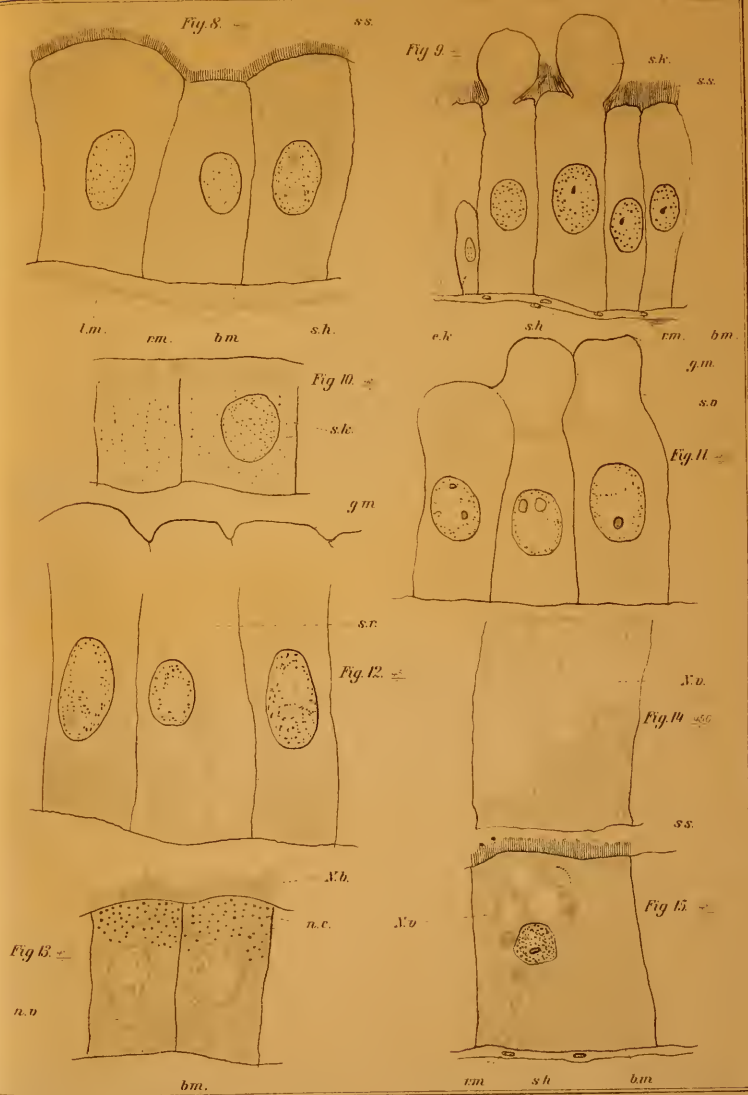 Fig. 8.
s.s.
Fig 9.
s.k.
s.s.
l.m.
r.m.
b.m.
s.h.
e.k
s.h
r.m.
b.m.
Fig 10.
s.k.
g.m.
s.v
Fig. 11.
g.m
s.r.
Fig. 12.
N.v.
Fig. 14
s.s.
N.b.
n.c.
Fig 13.
n.v
b.m.
N.v
Fig 15.
r.m
s.h
b.m